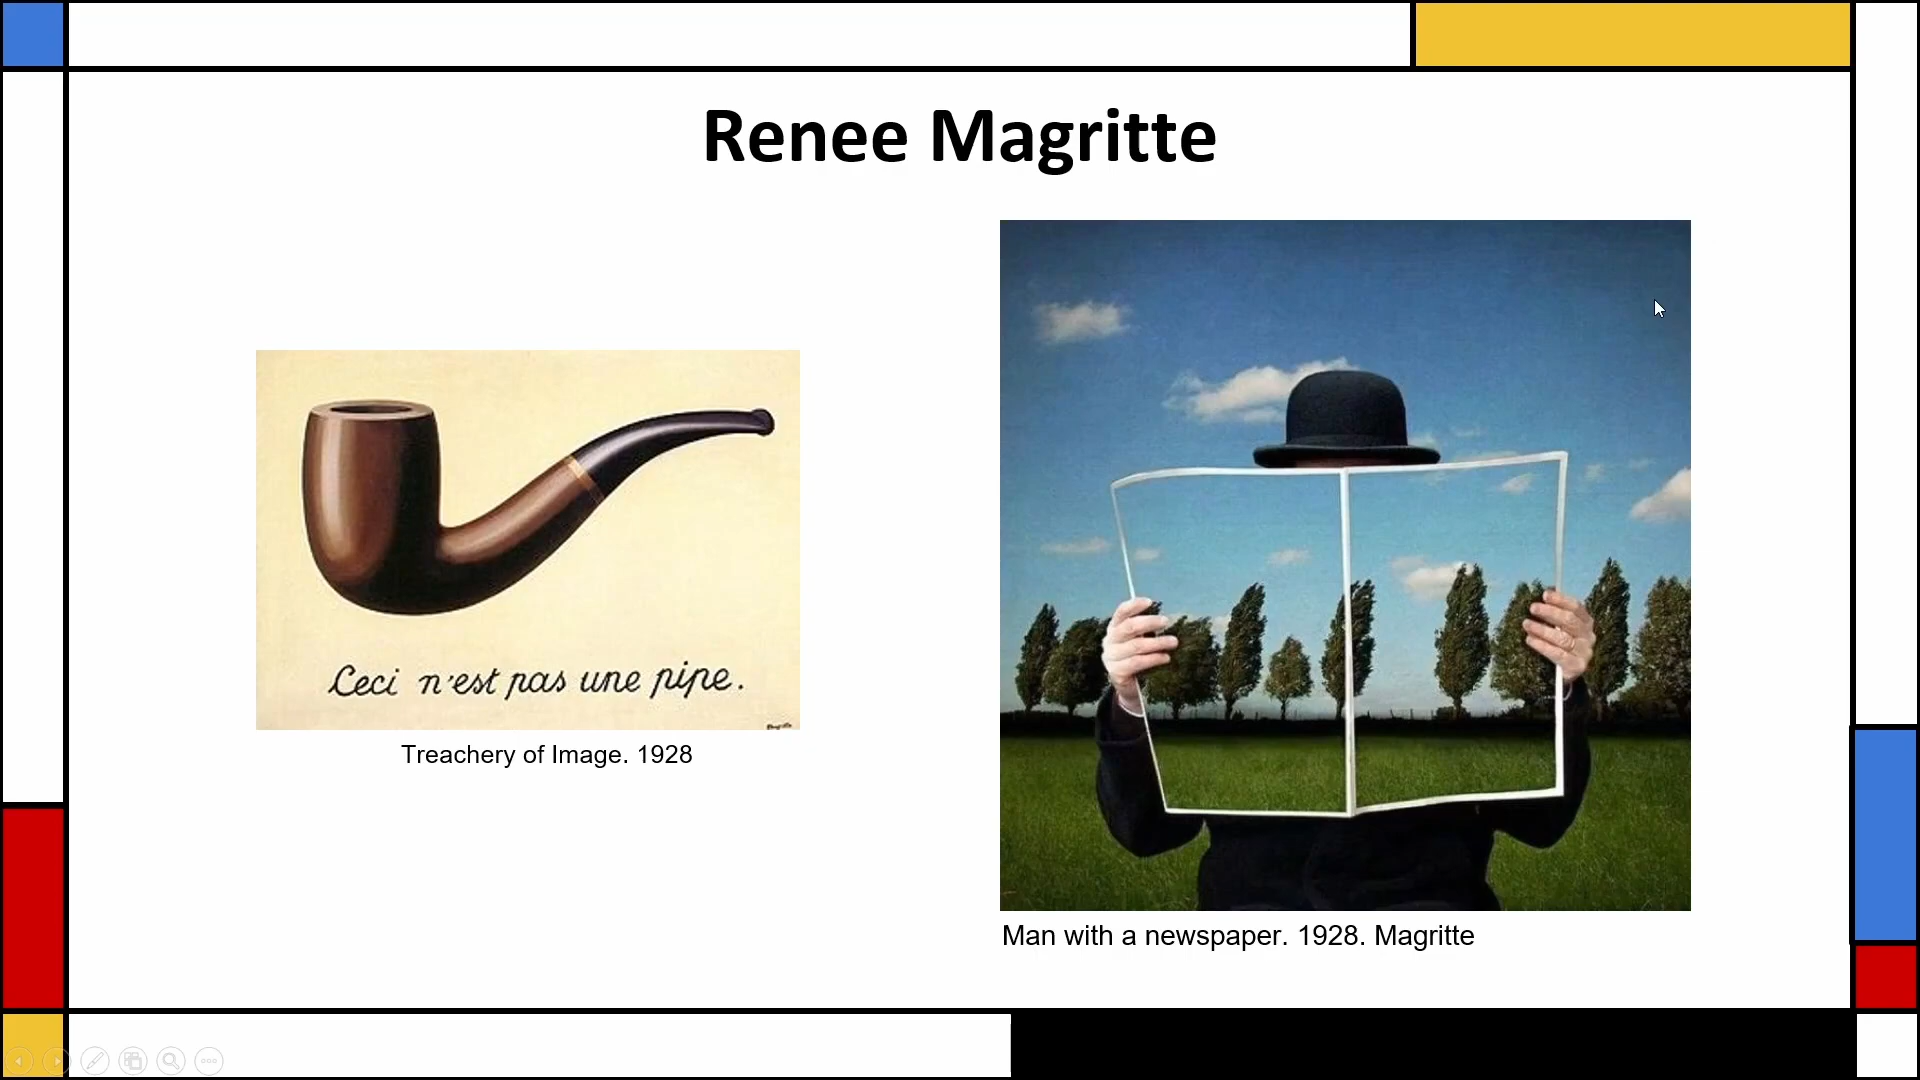 Renee Magritte
Ceci n'est pas une pipe.
Treachery of Image. 1928
Man with a newspaper. 1928. Magritte